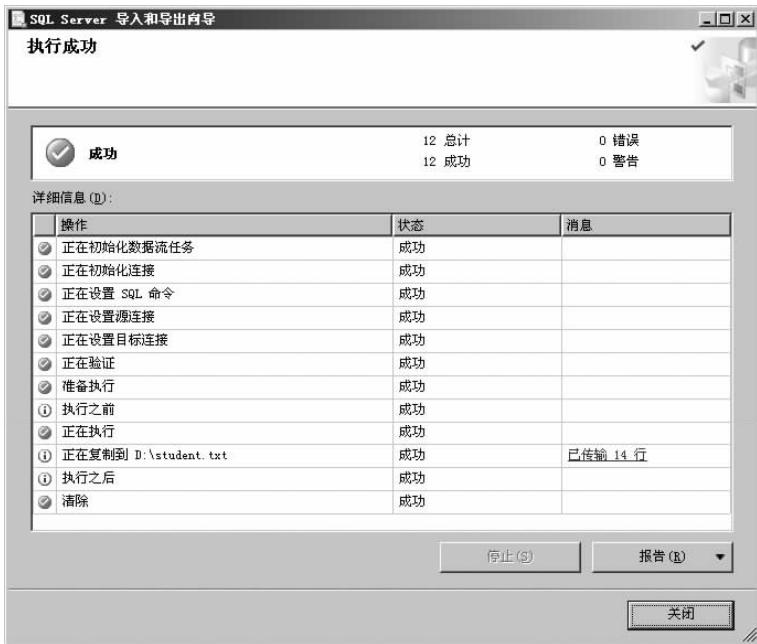 SQL Server 导入和导出向导
执行成功
成功
12 总计
0 错误
12 成功
0 警告
详细信息(D):
操作 状态 消息
正在初始化数据流任务 成功
正在初始化连接 成功
正在设置 SQL 命令 成功
正在设置源连接 成功
正在设置目标连接 成功
正在验证 成功
准备执行 成功
执行之前 成功
正在执行 成功
正在复制到 D:\student.txt 成功 已传输 14 行
执行之后 成功
清除 成功
停止(S)
报告(R)
关闭